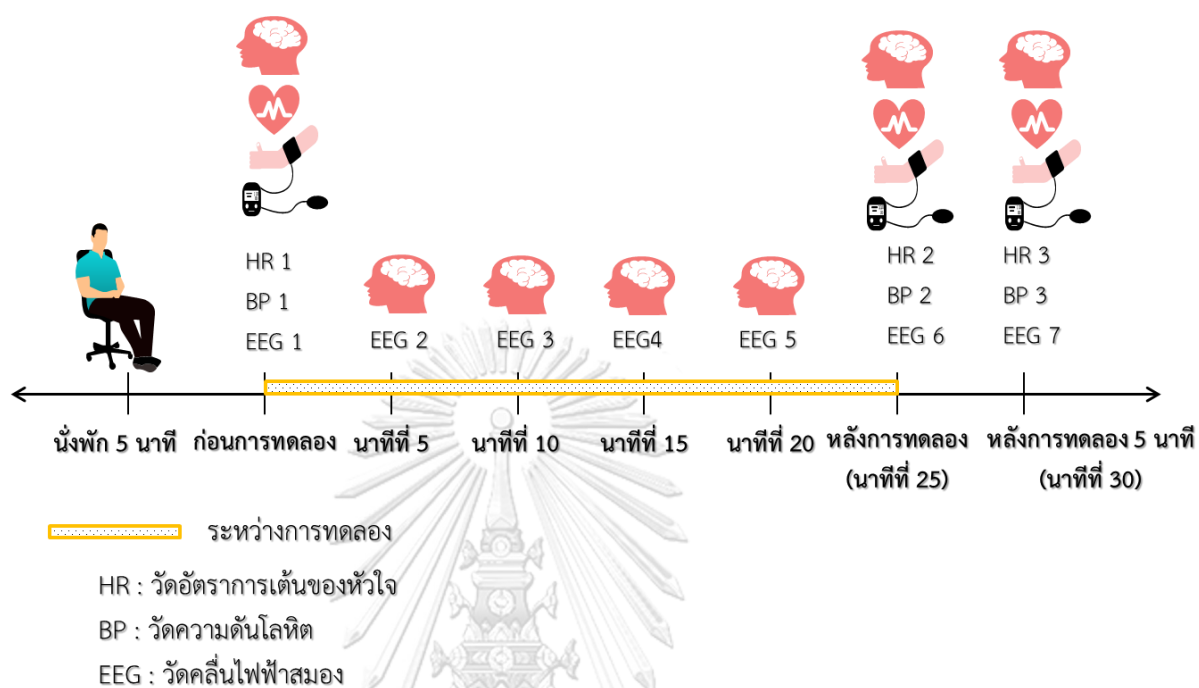 HR 1
BP 1
EEG 1
EEG 2
EEG 3
EEG4
EEG 5
HR 2
BP 2
EEG 6
HR 3
BP 3
EEG 7
นั่งพัก 5 นาที
ก่อนการทดลอง
นาทีที่ 5
นาทีที่ 10
นาทีที่ 15
นาทีที่ 20
หลังการทดลอง
(นาทีที่ 25)
หลังการทดลอง 5 นาที
(นาทีที่ 30)
ระหว่างการทดลอง
HR : วัดอัตราการเต้นของหัวใจ
BP : วัดความดันโลหิต
EEG : วัดคลื่นไฟฟ้าสมอง